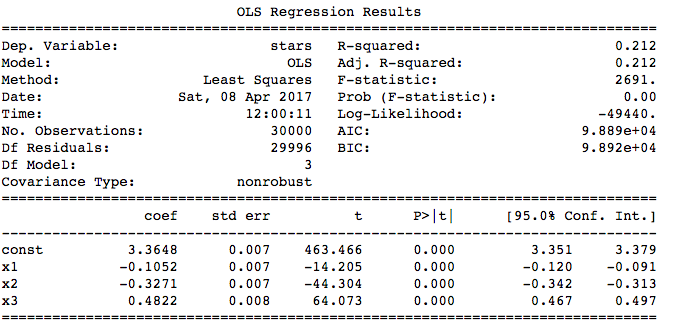 OLS Regression Results
==============================================================================
Dep. Variable: stars R-squared: 0.212
Model: OLS Adj. R-squared: 0.212
Method: Least Squares F-statistic: 2691.
Date: Sat, 08 Apr 2017 Prob (F-statistic): 0.00
Time: 12:00:11 Log-Likelihood: -49440.
No. Observations: 30000 AIC: 9.889e+04
Df Residuals: 29996 BIC: 9.892e+04
Df Model: 3
Covariance Type: nonrobust
==============================================================================
coef std err t P>|t| [95.0% Conf. Int.]
------------------------------------------------------------------------------
const 3.3648 0.007 463.466 0.000 3.351 3.379
x1 -0.1052 0.007 -14.205 0.000 -0.120 -0.091
x2 -0.3271 0.007 -44.304 0.000 -0.342 -0.313
x3 0.4822 0.008 64.073 0.000 0.467 0.497
==============================================================================